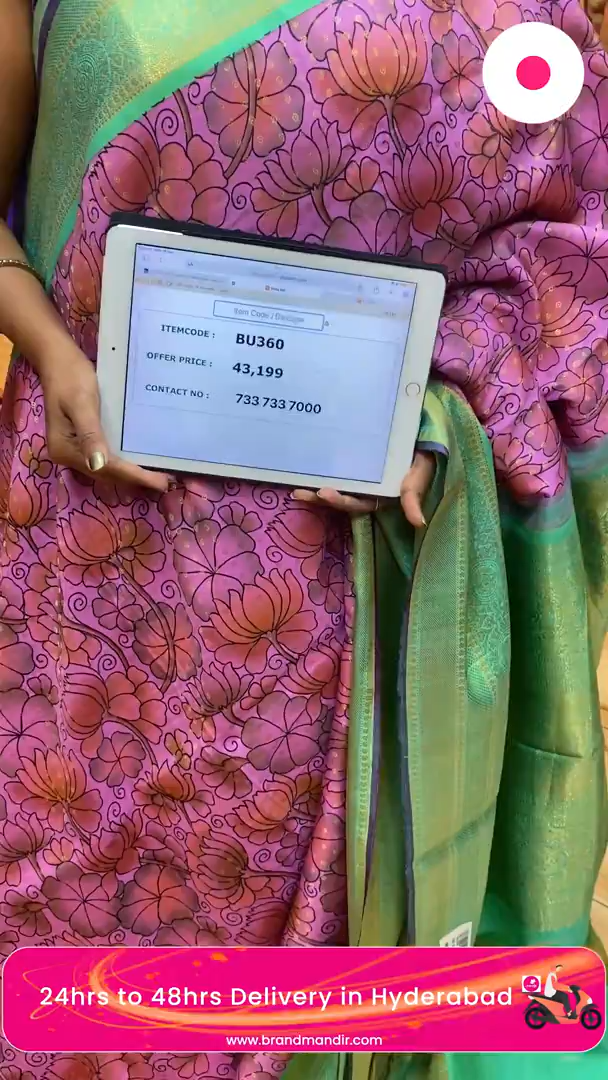 Item Code / Barcode
ITEMCODE : BU360
OFFER PRICE : 43,199
CONTACT NO : 733 733 7000
24hrs to 48hrs Delivery in Hyderabad
www.brandmandir.com